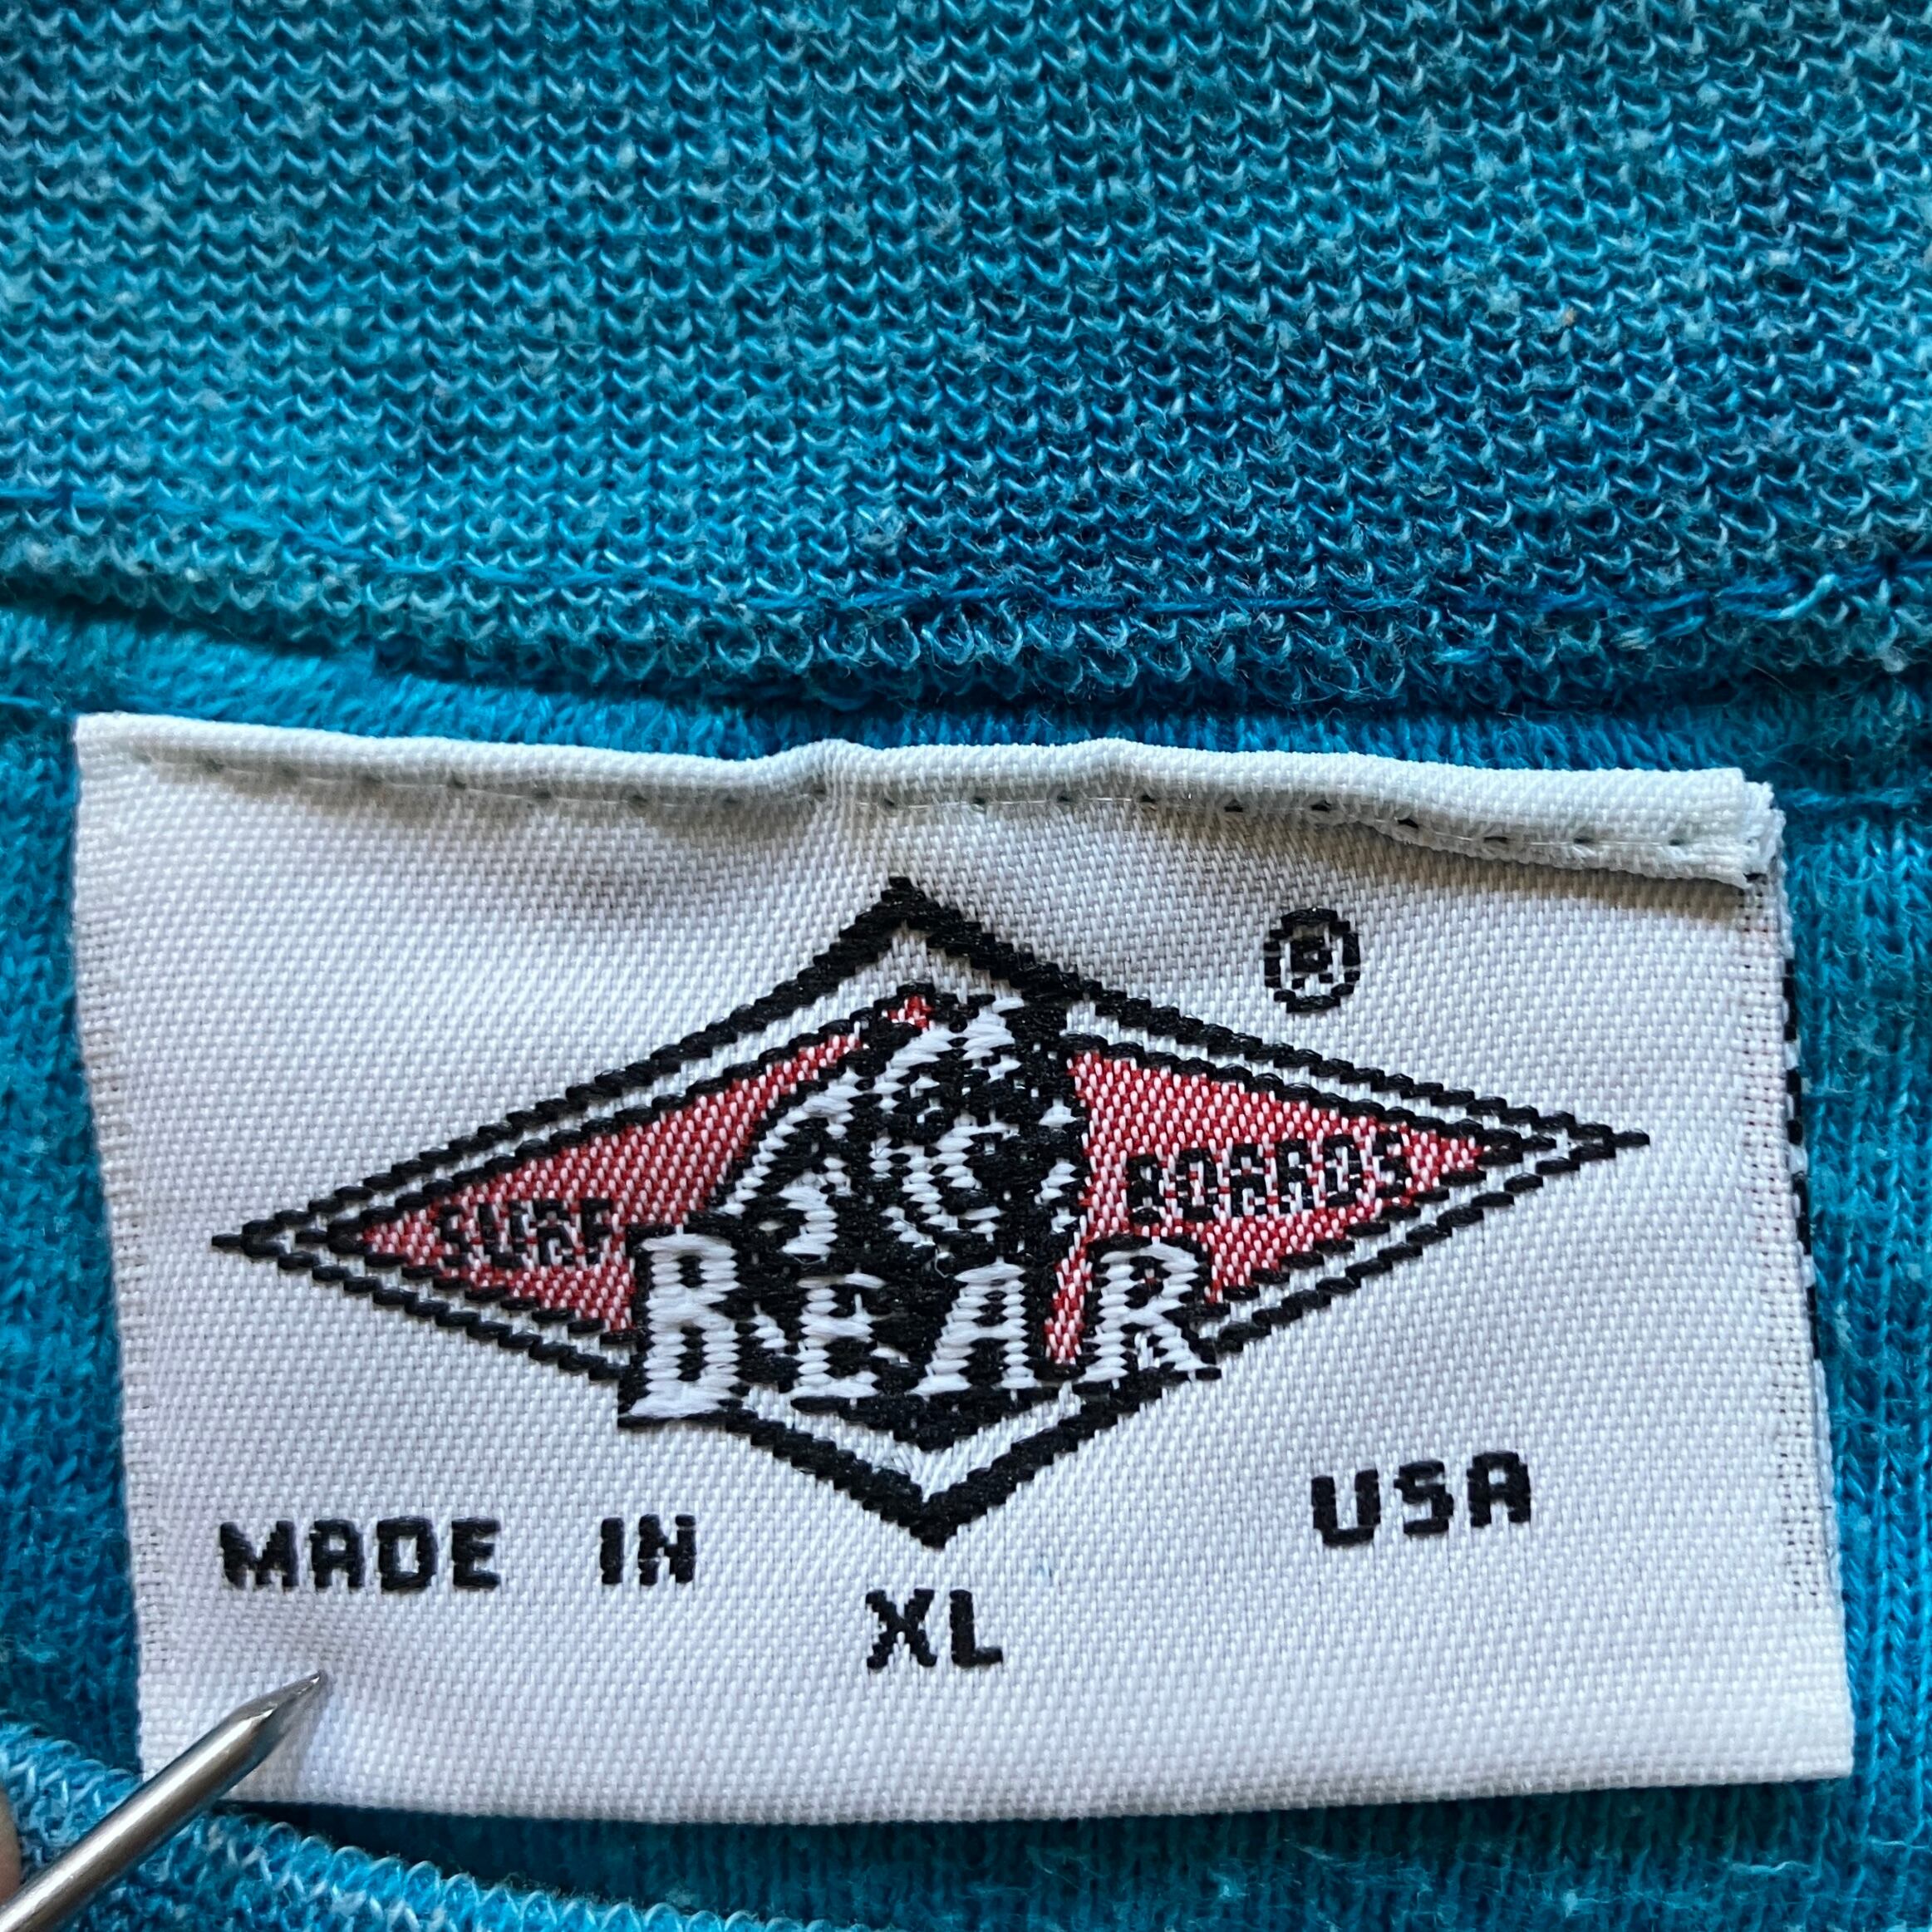 ®
SURF BOARDS
BEAR
MADE IN USA
XL